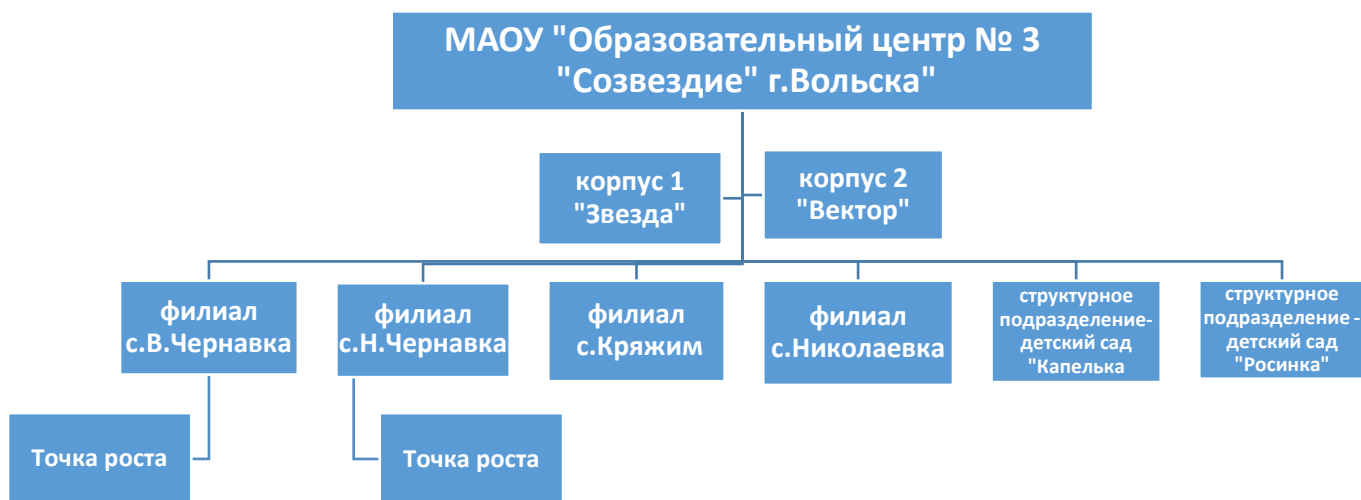 МАОУ "Образовательный центр № 3
"Созвездие" г.Вольска"
корпус 1
"Звезда"
корпус 2
"Вектор"
филиал
с.В.Чернавка
филиал
с.Н.Чернавка
филиал
с.Кряжим
филиал
с.Николаевка
структурное
подразделение-
детский сад
"Капелька
структурное
подразделение -
детский сад
"Росинка"
Точка роста
Точка роста